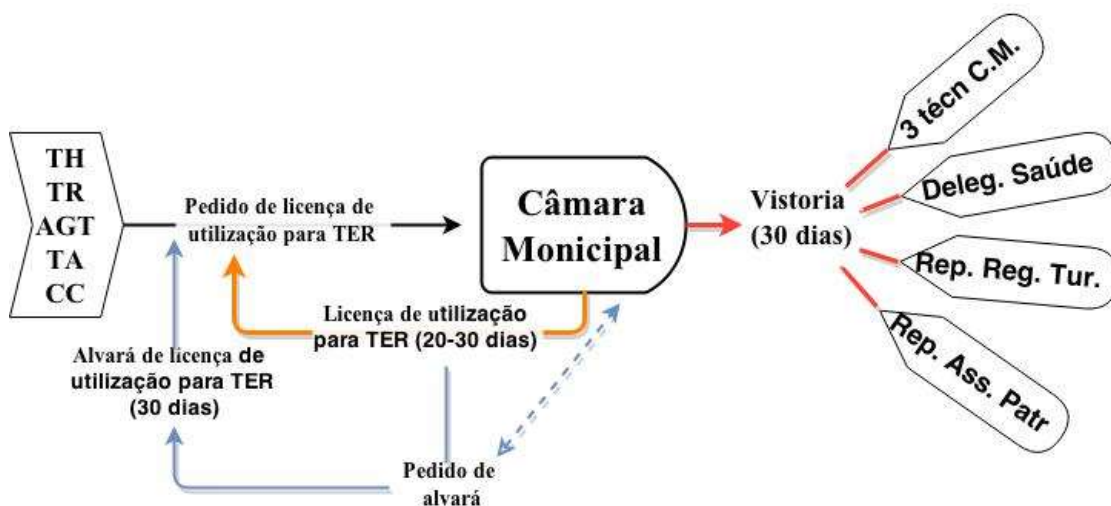 TH
TR
AGT
TA
CC
Pedido de licença de
utilização para TER
Câmara
Monicipal
Vistoria
(30 dias)
3 técn C.M.
Deleg. Saúde
Rep. Reg. Tur.
Rep. Ass. Patr
Licença de utilização
para TER (20-30 dias)
Alvará de licença de
utilização para TER
(30 dias)
Pedido de
alvará